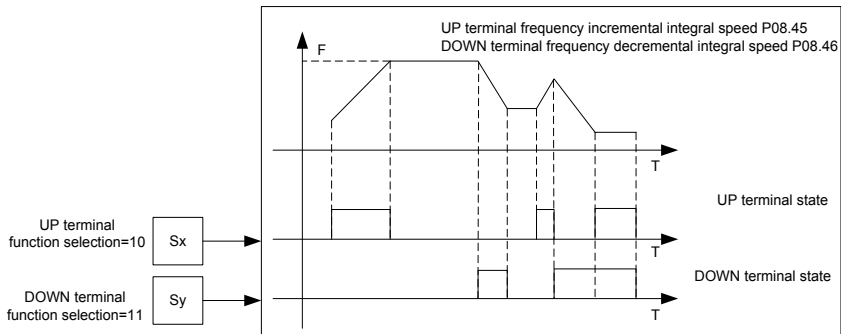 UP terminal frequency incremental integral speed P08.45
DOWN terminal frequency decremental integral speed P08.46
F
T
UP terminal state
UP terminal
function selection=10
Sx
T
DOWN terminal state
DOWN terminal
function selection=11
Sy
T